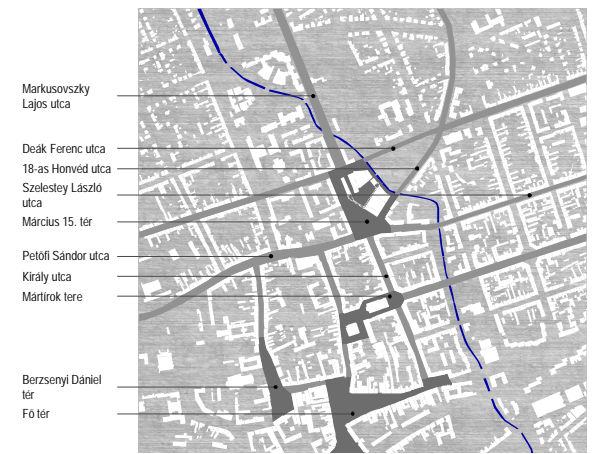 Markusovszky
Lajos utca
Deák Ferenc utca
18-as Honvéd utca
Szelestey László
utca
Március 15. tér
Petőfi Sándor utca
Király utca
Mártírok tere
Berzsenyi Dániel
tér
Fő tér